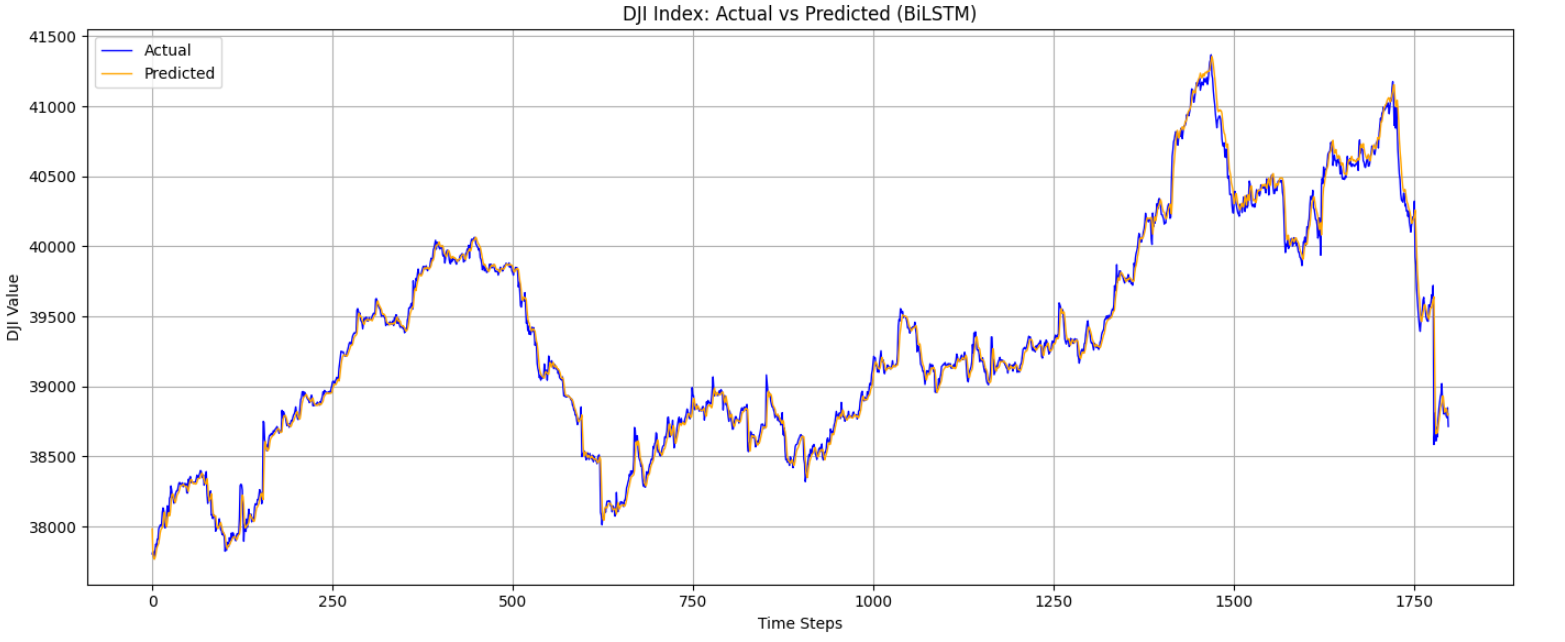 DJI Index: Actual vs Predicted (BiLSTM)
Actual
Predicted
41500
41000
40500
40000
39500
39000
38500
38000
DJI Value
0 250 500 750 1000 1250 1500 1750
Time Steps